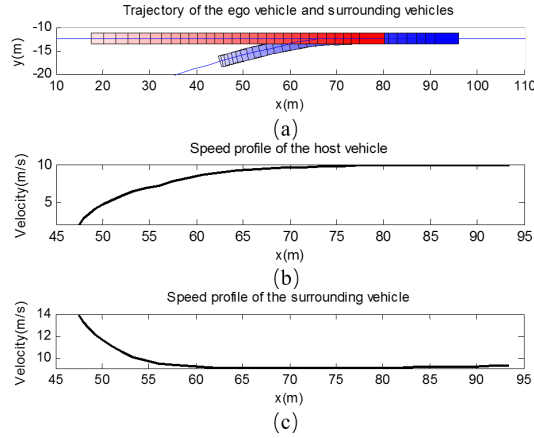 Trajectory of the ego vehicle and surrounding vehicles
y(m)
-10
-15
-20
10 20 30 40 50 60 70 80 90 100 110
x(m)
(a)
Speed profile of the host vehicle
Velocity(m/s)
10
5
45 50 55 60 65 70 75 80 85 90 95
x(m)
(b)
Speed profile of the surrounding vehicle
Velocity(m/s)
14
12
10
45 50 55 60 65 70 75 80 85 90 95
x(m)
(c)